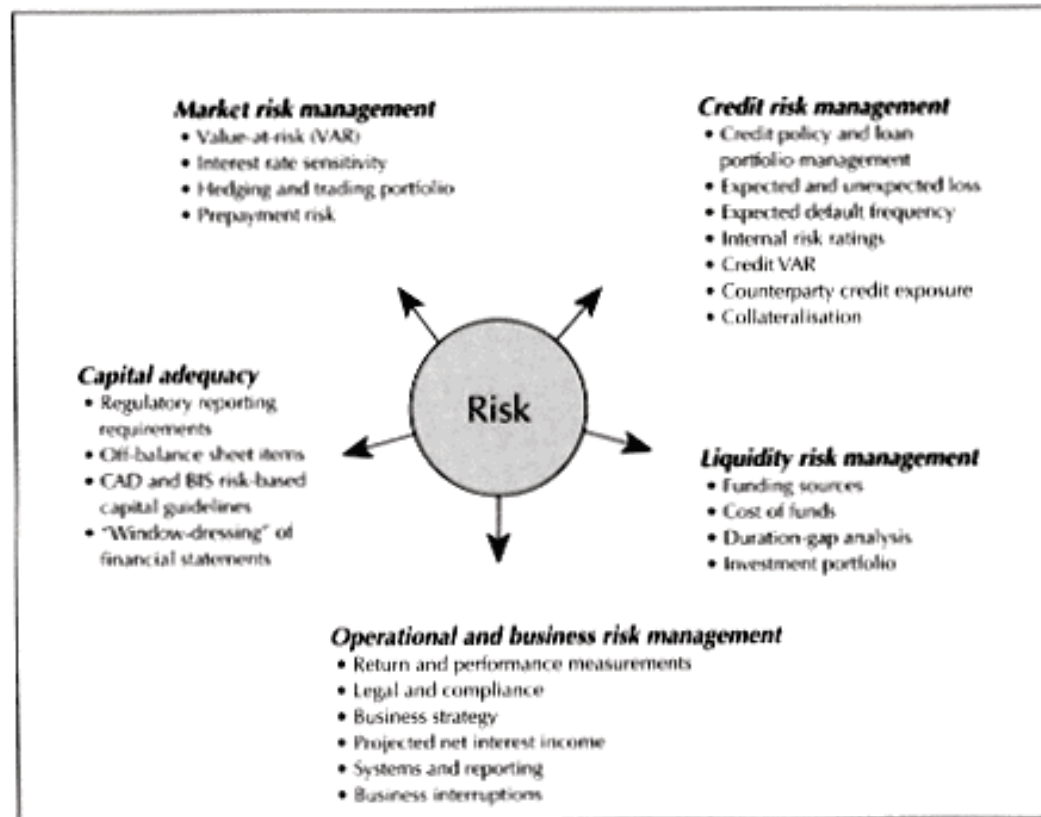 Market risk management
• Value-at-risk (VAR)
• Interest rate sensitivity
• Hedging and trading portfolio
• Prepayment risk
Credit risk management
• Credit policy and loan
portfolio management
• Expected and unexpected loss
• Expected default frequency
• Internal risk ratings
• Credit VAR
• Counterparty credit exposure
• Collateralisation
Risk
Capital adequacy
• Regulatory reporting
requirements
• Off-balance sheet items
• CAD and BIS risk-based
capital guidelines
• "Window-dressing" of
financial statements
Liquidity risk management
• Funding sources
• Cost of funds
• Duration-gap analysis
• Investment portfolio
Operational and business risk management
• Return and performance measurements
• Legal and compliance
• Business strategy
• Projected net interest income
• Systems and reporting
• Business interruptions